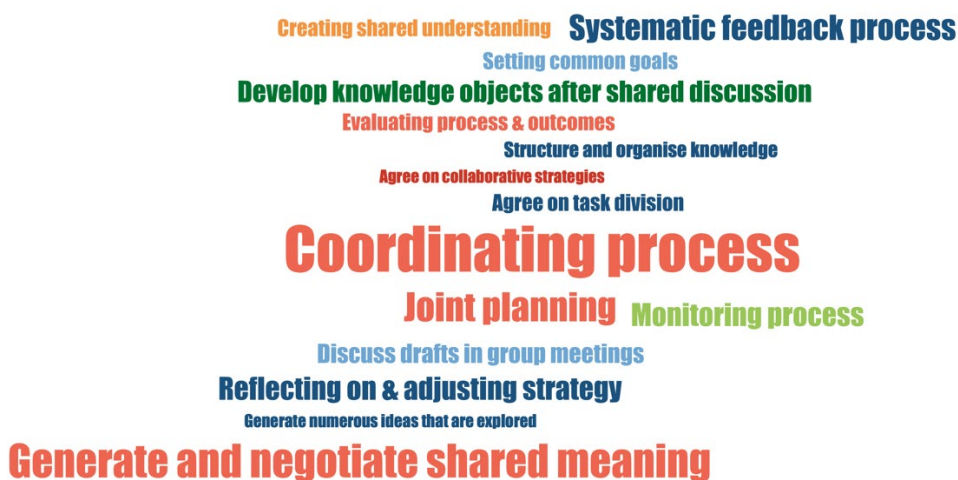 Creating shared understanding Systematic feedback process
Setting common goals
Develop knowledge objects after shared discussion
Evaluating process & outcomes
Structure and organise knowledge
Agree on collaborative strategies
Agree on task division
Coordinating process
Joint planning Monitoring process
Discuss drafts in group meetings
Reflecting on & adjusting strategy
Generate numerous ideas that are explored
Generate and negotiate shared meaning